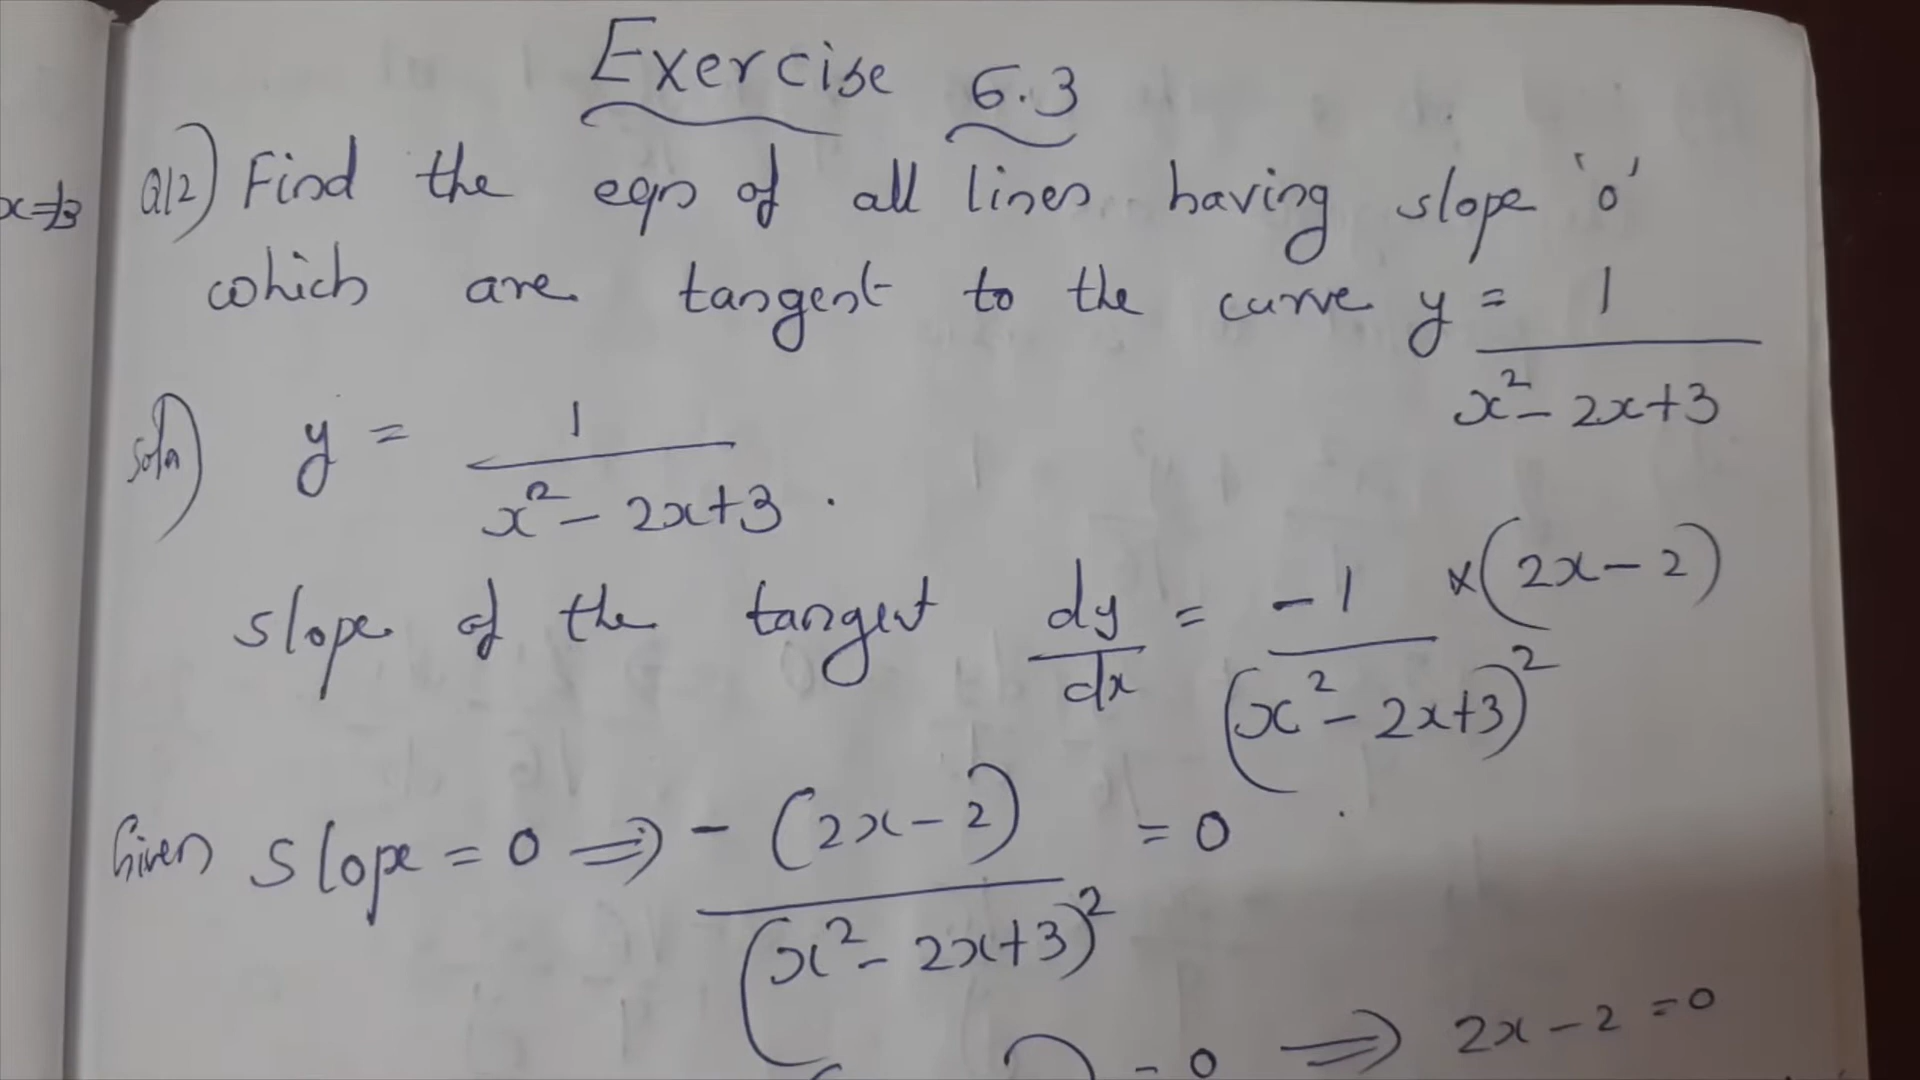 Exercise 6.3
x=3
Q12) Find the eqn of all lines having slope '0'
which are tangent to the curve y = 1
x² - 2x+3
Soln) y = 1
x² - 2x+3 .
slope of the tangent dy = -1 ×(2x-2)
dx (x² - 2x+3)²
Given slope = 0 ⇒ - (2x-2) = 0
(x² - 2x+3)²
= 0 ⇒ 2x-2 = 0